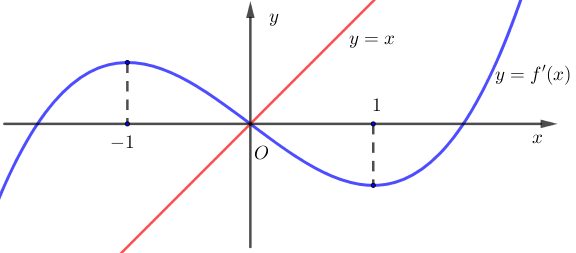 y
y = x
y = f′(x)
1
−1
x
O